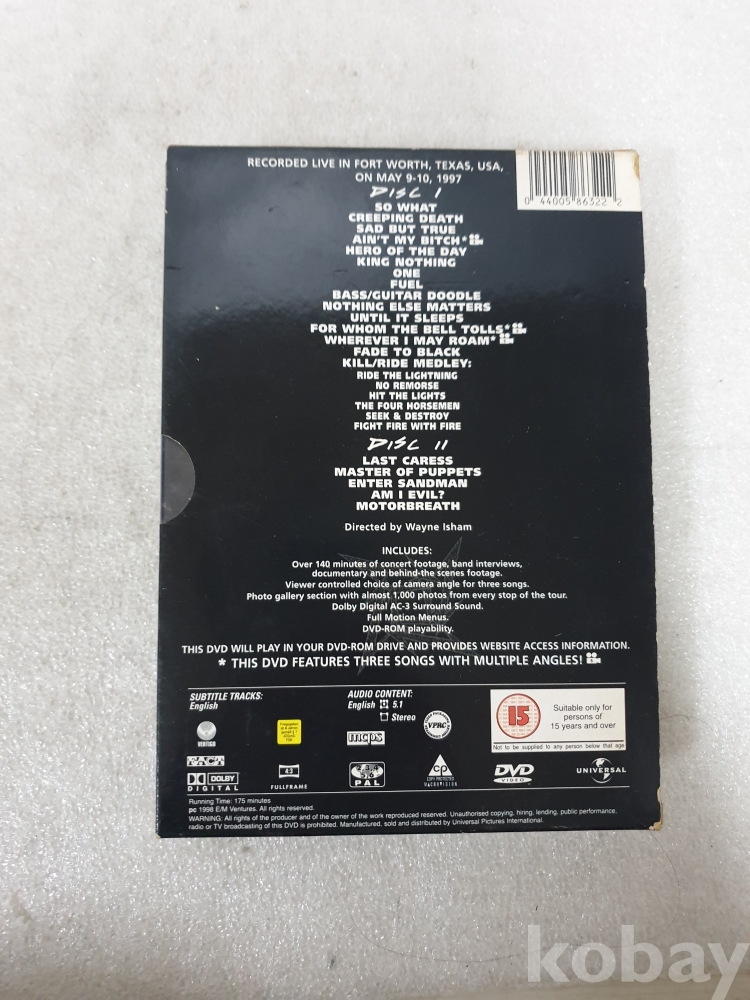 RECORDED LIVE IN FORT WORTH, TEXAS, USA,
ON MAY 9-10, 1997
0 44005 86322 2
DISC I
SO WHAT
CREEPING DEATH
SAD BUT TRUE
AIN'T MY BITCH*
HERO OF THE DAY
KING NOTHING
ONE
FUEL
BASS/GUITAR DOODLE
NOTHING ELSE MATTERS
UNTIL IT SLEEPS
FOR WHOM THE BELL TOLLS*
WHEREVER I MAY ROAM*
FADE TO BLACK
KILL/RIDE MEDLEY:
RIDE THE LIGHTNING
NO REMORSE
HIT THE LIGHTS
THE FOUR HORSEMEN
SEEK & DESTROY
FIGHT FIRE WITH FIRE
DISC II
LAST CARESS
MASTER OF PUPPETS
ENTER SANDMAN
AM I EVIL?
MOTORBREATH
Directed by Wayne Isham
INCLUDES:
Over 140 minutes of concert footage, band interviews,
documentary and behind-the scenes footage.
Viewer controlled choice of camera angle for three songs.
Photo gallery section with almost 1,000 photos from every stop of the tour.
Dolby Digital AC-3 Surround Sound.
Full Motion Menus.
DVD-ROM playability.
THIS DVD WILL PLAY IN YOUR DVD-ROM DRIVE AND PROVIDES WEBSITE ACCESS INFORMATION.
* THIS DVD FEATURES THREE SONGS WITH MULTIPLE ANGLES!
SUBTITLE TRACKS:
English
AUDIO CONTENT:
English 5.1
Stereo
15
Suitable only for
persons of
15 years and over
Not to be supplied to any person below that age
VERTIGO
mcps
VPRC
FACT
DOLBY
DIGITAL
4:3
FULLFRAME
PAL
cp
COPY PROTECTED
MACROVISION
DVD
VIDEO
UNIVERSAL
Running Time: 175 minutes
pc 1998 E/M Ventures. All rights reserved.
WARNING: All rights of the producer and of the owner of the work reproduced reserved. Unauthorised copying, hiring, lending, public performance,
radio or TV broadcasting of this DVD is prohibited. Manufactured, sold and distributed by Universal Pictures International.
kobay